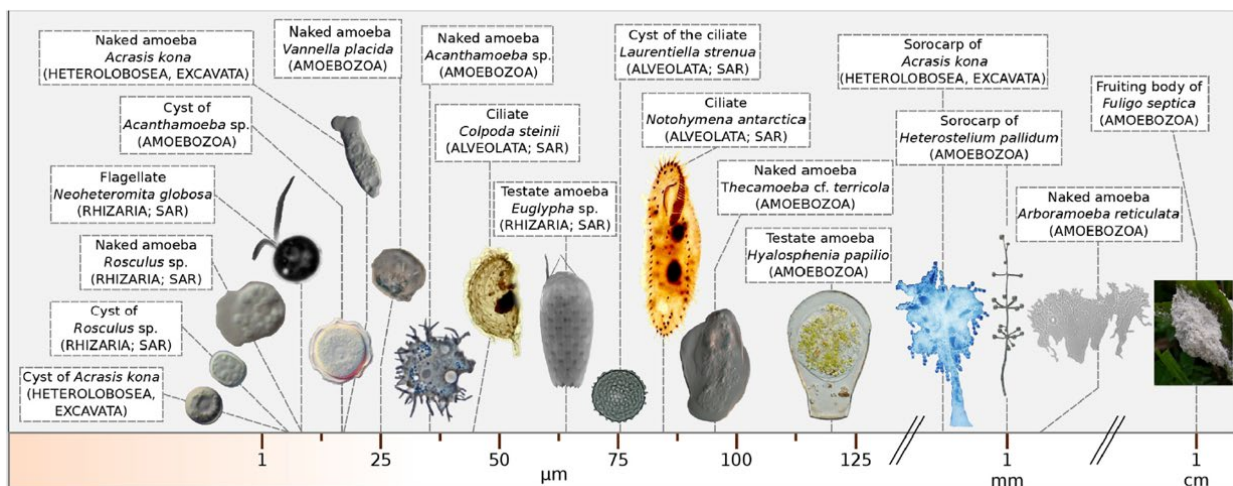 Naked amoeba
Acrasis kona
(HETEROLOBOSEA, EXCAVATA)
Cyst of
Acanthamoeba sp.
(AMOEBOZOA)
Flagellate
Neoheteromita globosa
(RHIZARIA; SAR)
Naked amoeba
Rosculus sp.
(RHIZARIA; SAR)
Cyst of
Rosculus sp.
(RHIZARIA; SAR)
Cyst of Acrasis kona
(HETEROLOBOSEA,
EXCAVATA)
Naked amoeba
Vannella placida
(AMOEBOZOA)
Naked amoeba
Acanthamoeba sp.
(AMOEBOZOA)
Ciliate
Colpoda steinii
(ALVEOLATA; SAR)
Testate amoeba
Euglypha sp.
(RHIZARIA; SAR)
Cyst of the ciliate
Laurentiella strenua
(ALVEOLATA; SAR)
Ciliate
Notohymena antarctica
(ALVEOLATA; SAR)
Naked amoeba
Thecamoeba cf. terricola
(AMOEBOZOA)
Testate amoeba
Hyalosphenia papilio
(AMOEBOZOA)
Sorocarp of
Acrasis kona
(HETEROLOBOSEA, EXCAVATA)
Sorocarp of
Heterostelium pallidum
(AMOEBOZOA)
Naked amoeba
Arboramoeba reticulata
(AMOEBOZOA)
Fruiting body of
Fuligo septica
(AMOEBOZOA)
1 25 50 75 100 125 1 1
µm mm cm